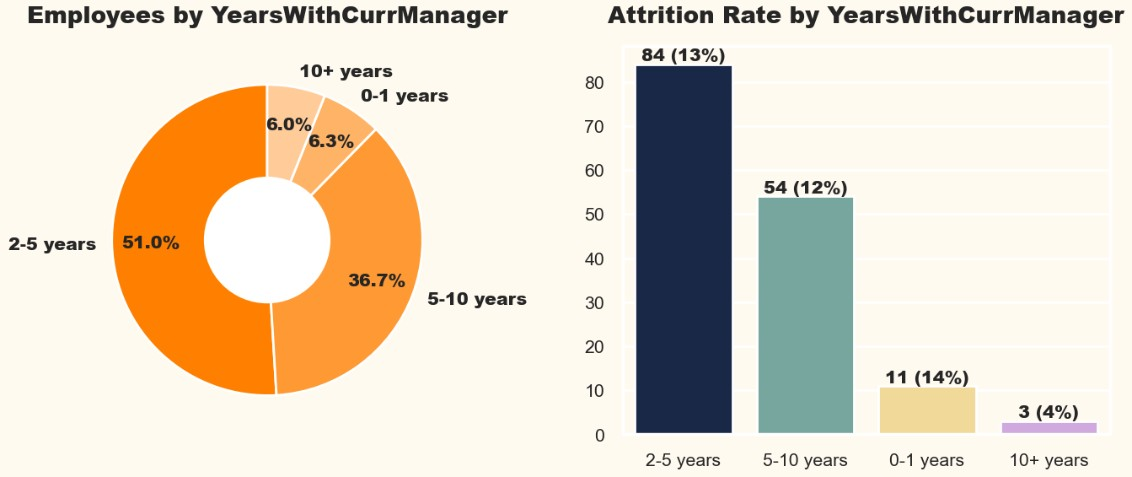 Employees by YearsWithCurrManager
10+ years
0-1 years
6.0%
6.3%
2-5 years
51.0%
36.7%
5-10 years
Attrition Rate by YearsWithCurrManager
84 (13%)
80
70
60
54 (12%)
50
40
30
20
11 (14%)
10
3 (4%)
0
2-5 years 5-10 years 0-1 years 10+ years